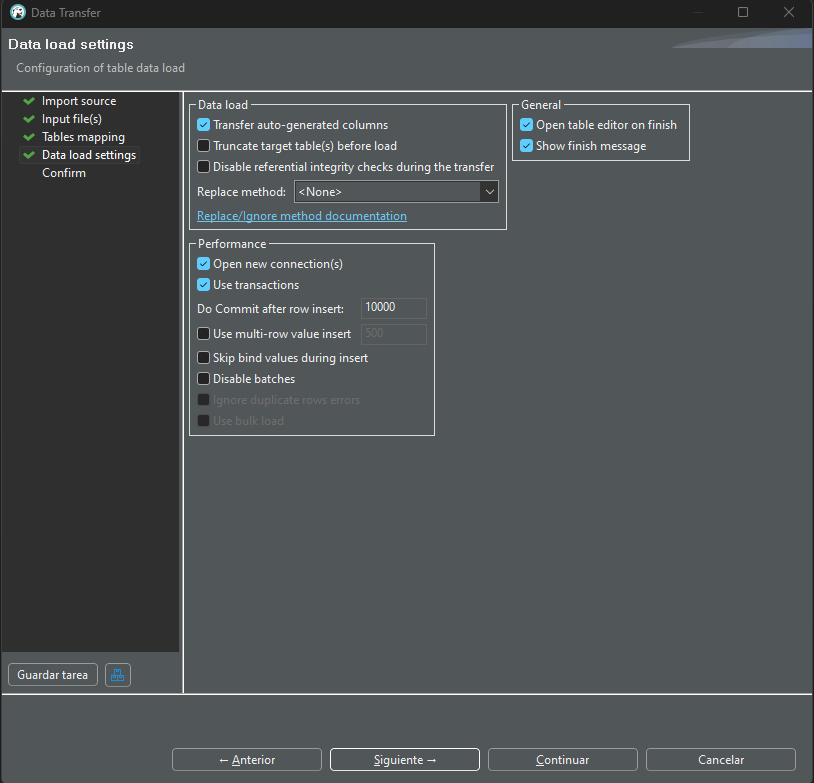 Data Transfer
Data load settings
Configuration of table data load
Import source
Input file(s)
Tables mapping
Data load settings
Confirm
Data load
Transfer auto-generated columns
Truncate target table(s) before load
Disable referential integrity checks during the transfer
Replace method: <None>
Replace/Ignore method documentation
General
Open table editor on finish
Show finish message
Performance
Open new connection(s)
Use transactions
Do Commit after row insert: 10000
Use multi-row value insert 500
Skip bind values during insert
Disable batches
Ignore duplicate rows errors
Use bulk load
Guardar tarea
← Anterior
Siguiente →
Continuar
Cancelar